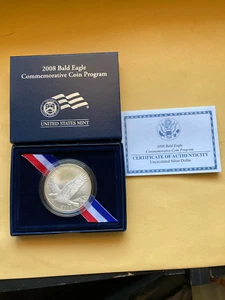 2008 Bald Eagle
Commemorative Coin Program
UNITED STATES MINT
2008 Bald Eagle
Commemorative Coin Program
CERTIFICATE OF AUTHENTICITY
Uncirculated Silver Dollar